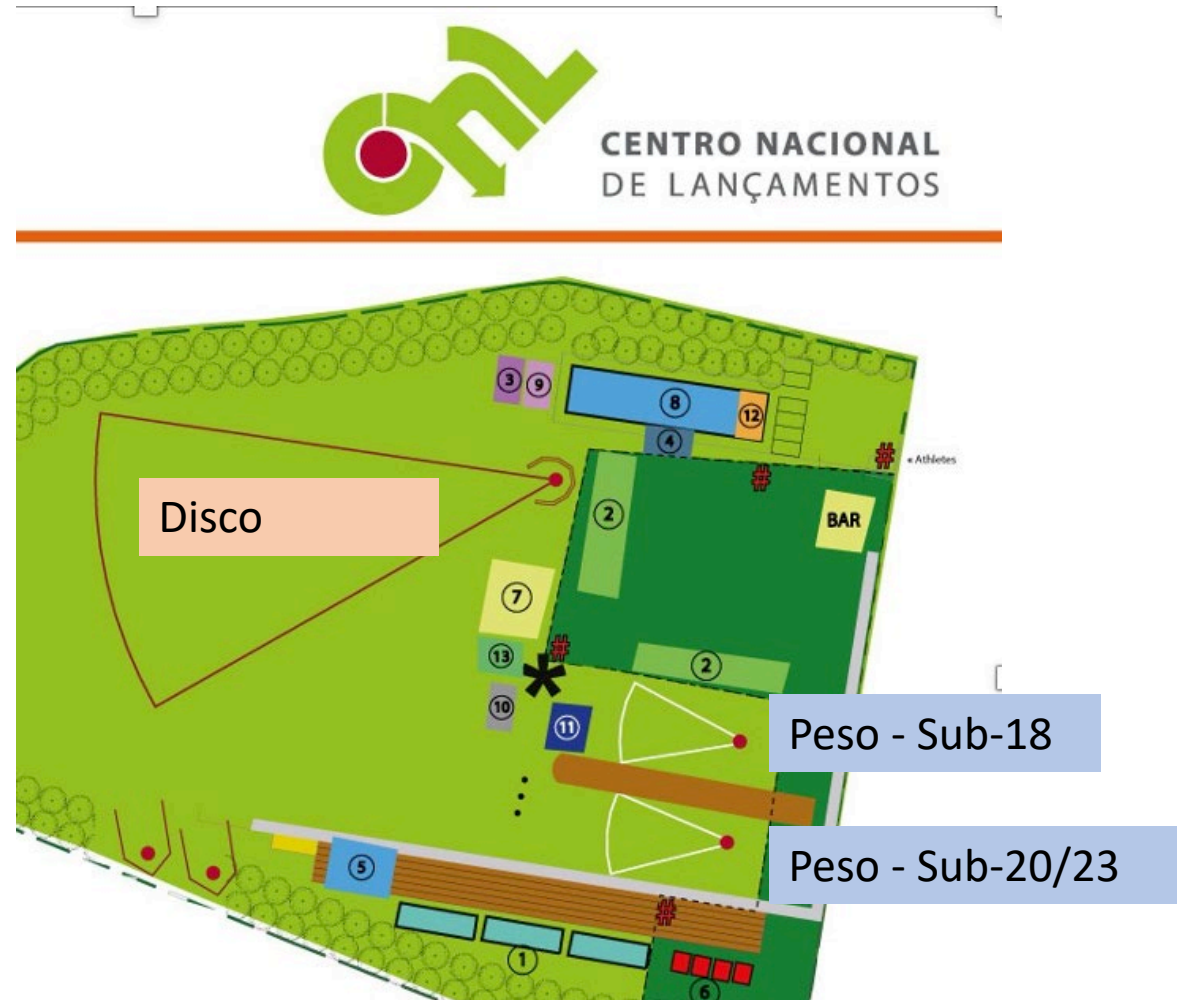 CENTRO NACIONAL
DE LANÇAMENTOS
3
9
8
12
4
Athletes
#
#
2
BAR
Disco
7
#
13
*
2
10
11
Peso - Sub-18
5
Peso - Sub-20/23
#
1
6